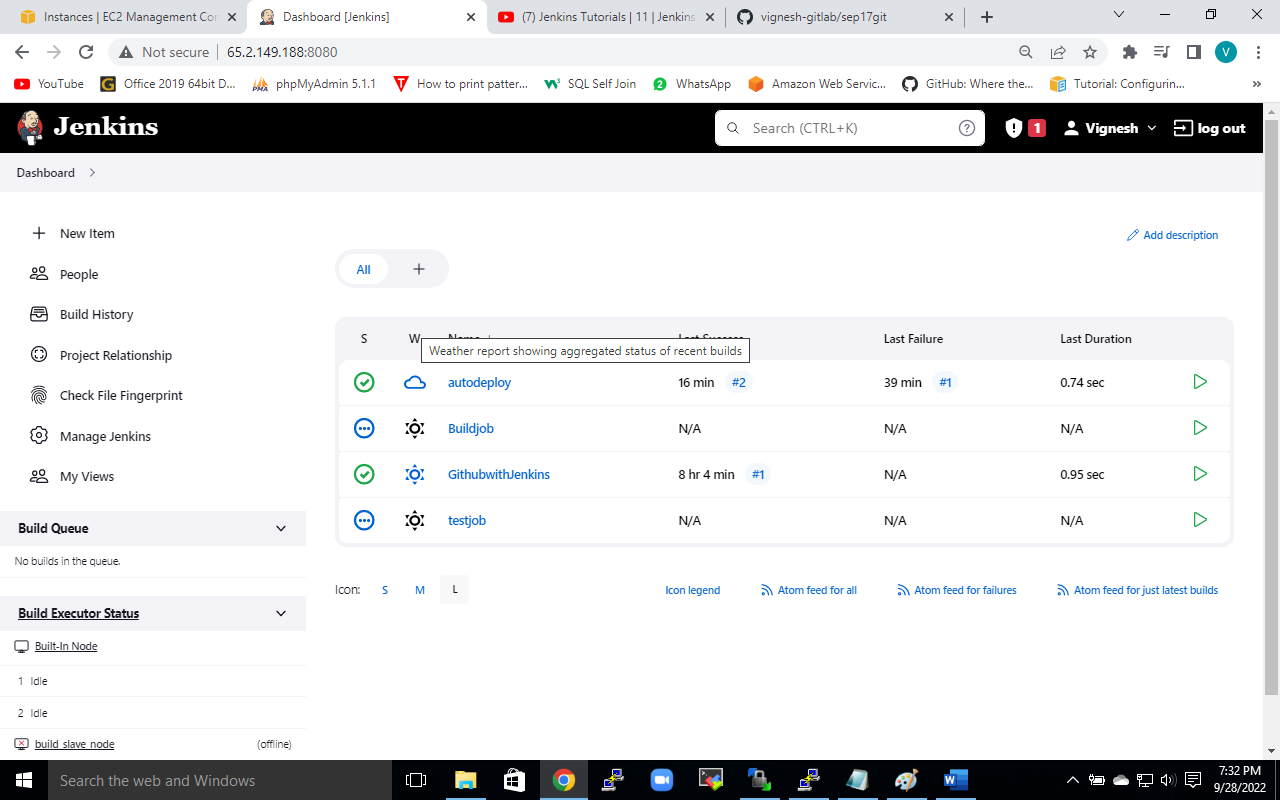 Instances | EC2 Management Con
Dashboard [Jenkins]
(7) Jenkins Tutorials | 11 | Jenkins
vignesh-gitlab/sep17git
Not secure
65.2.149.188:8080
V
YouTube
Office 2019 64bit D...
phpMyAdmin 5.1.1
How to print patter...
SQL Self Join
WhatsApp
Amazon Web Servic...
GitHub: Where the...
Tutorial: Configurin...
»
Jenkins
Search (CTRL+K)
1
Vignesh
log out
Dashboard
New Item
People
Build History
Project Relationship
Check File Fingerprint
Manage Jenkins
My Views
Build Queue
No builds in the queue.
Build Executor Status
Built-In Node
1 Idle
2 Idle
build slave node (offline)
Add description
All +
S W Name ↓ Last Success Last Failure Last Duration
Weather report showing aggregated status of recent builds
autodeploy 16 min #2 39 min #1 0.74 sec
Buildjob N/A N/A N/A
GithubwithJenkins 8 hr 4 min #1 N/A 0.95 sec
testjob N/A N/A N/A
Icon: S M L
Icon legend
Atom feed for all
Atom feed for failures
Atom feed for just latest builds
Search the web and Windows
7:32 PM
9/28/2022